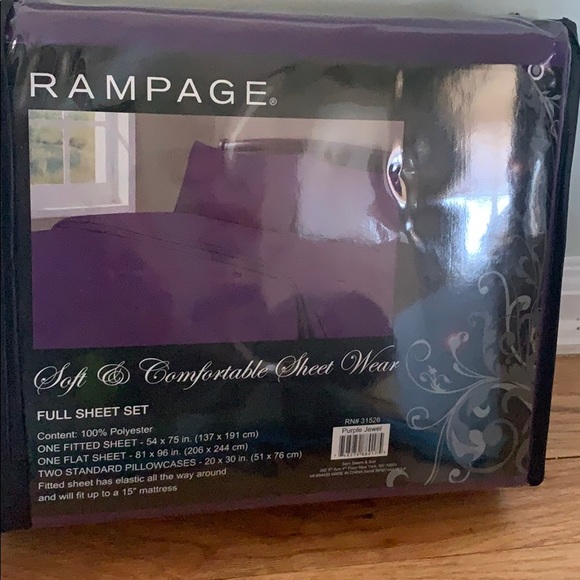 RAMPAGE®
Soft & Comfortable Sheet Wear
FULL SHEET SET
Content: 100% Polyester
ONE FITTED SHEET - 54 x 75 in. (137 x 191 cm)
ONE FLAT SHEET - 81 x 96 in. (206 x 244 cm)
TWO STANDARD PILLOWCASES - 20 x 30 in. (51 x 76 cm)
Fitted sheet has elastic all the way around
and will fit up to a 15" mattress
RN# 31526
Purple Jewel